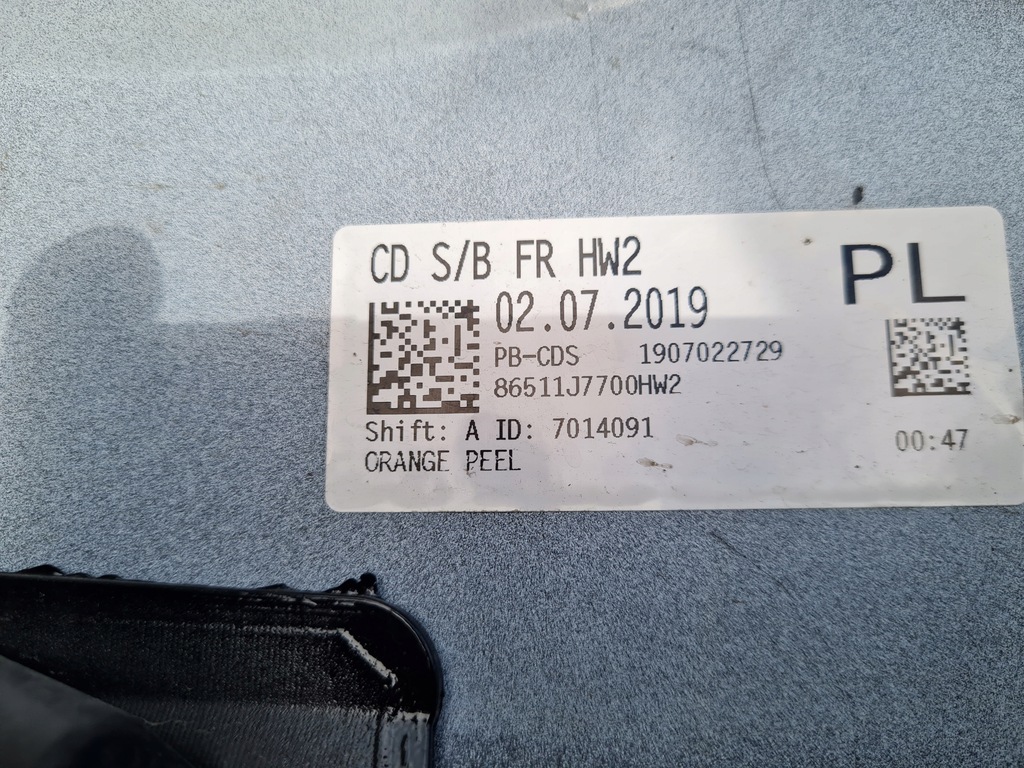 CD S/B FR HW2
PL
02.07.2019
PB-CDS 1907022729
86511J7700HW2
Shift: A ID: 7014091
00:47
ORANGE PEEL